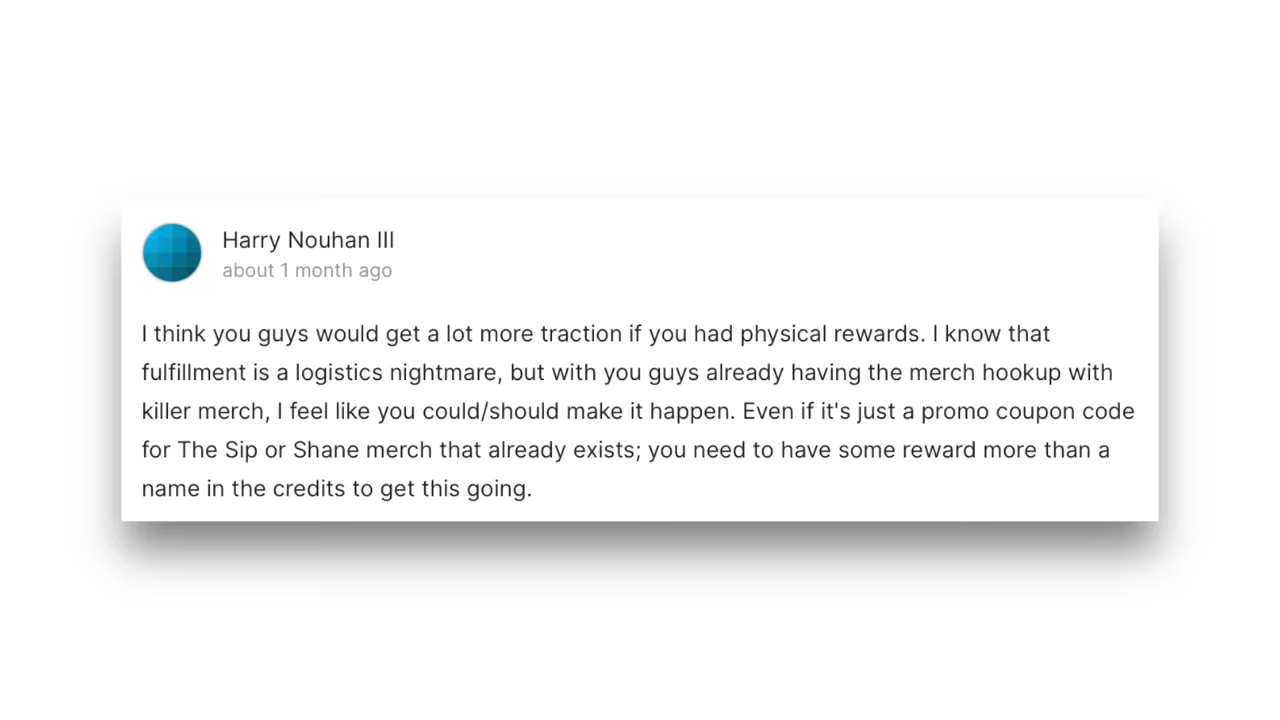 Harry Nouhan III
about 1 month ago
I think you guys would get a lot more traction if you had physical rewards. I know that
fulfillment is a logistics nightmare, but with you guys already having the merch hookup with
killer merch, I feel like you could/should make it happen. Even if it's just a promo coupon code
for The Sip or Shane merch that already exists; you need to have some reward more than a
name in the credits to get this going.